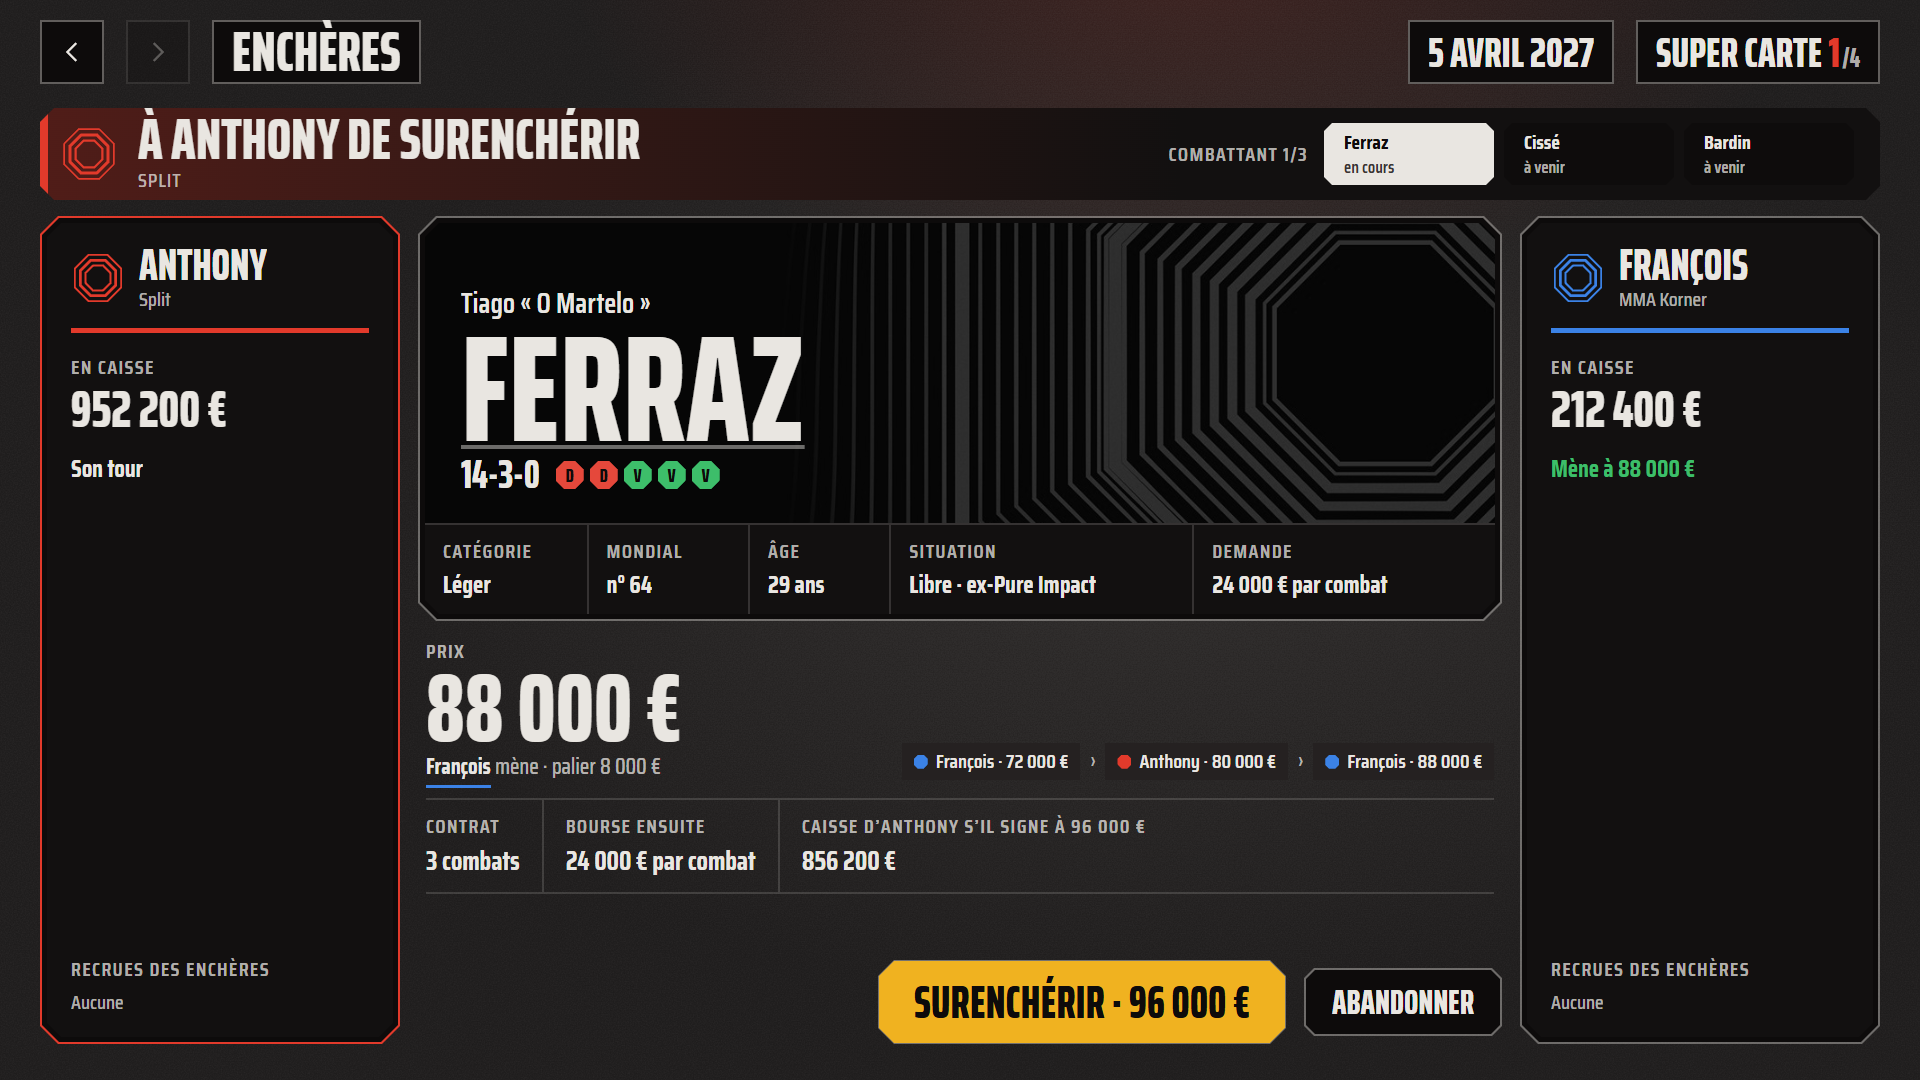 ENCHÈRES
5 AVRIL 2027
SUPER CARTE 1/4
À ANTHONY DE SURENCHÉRIR
SPLIT
COMBATTANT 1/3
Ferraz
en cours
Cissé
à venir
Bardin
à venir
ANTHONY
Split
EN CAISSE
952 200 €
Son tour
RECRUES DES ENCHÈRES
Aucune
Tiago « O Martelo »
FERRAZ
14-3-0 D D V V V
CATÉGORIE
Léger
MONDIAL
n° 64
ÂGE
29 ans
SITUATION
Libre · ex-Pure Impact
DEMANDE
24 000 € par combat
PRIX
88 000 €
François mène · palier 8 000 €
François · 72 000 € › Anthony · 80 000 € › François · 88 000 €
CONTRAT
3 combats
BOURSE ENSUITE
24 000 € par combat
CAISSE D’ANTHONY S’IL SIGNE À 96 000 €
856 200 €
SURENCHÉRIR · 96 000 €
ABANDONNER
FRANÇOIS
MMA Korner
EN CAISSE
212 400 €
Mène à 88 000 €
RECRUES DES ENCHÈRES
Aucune